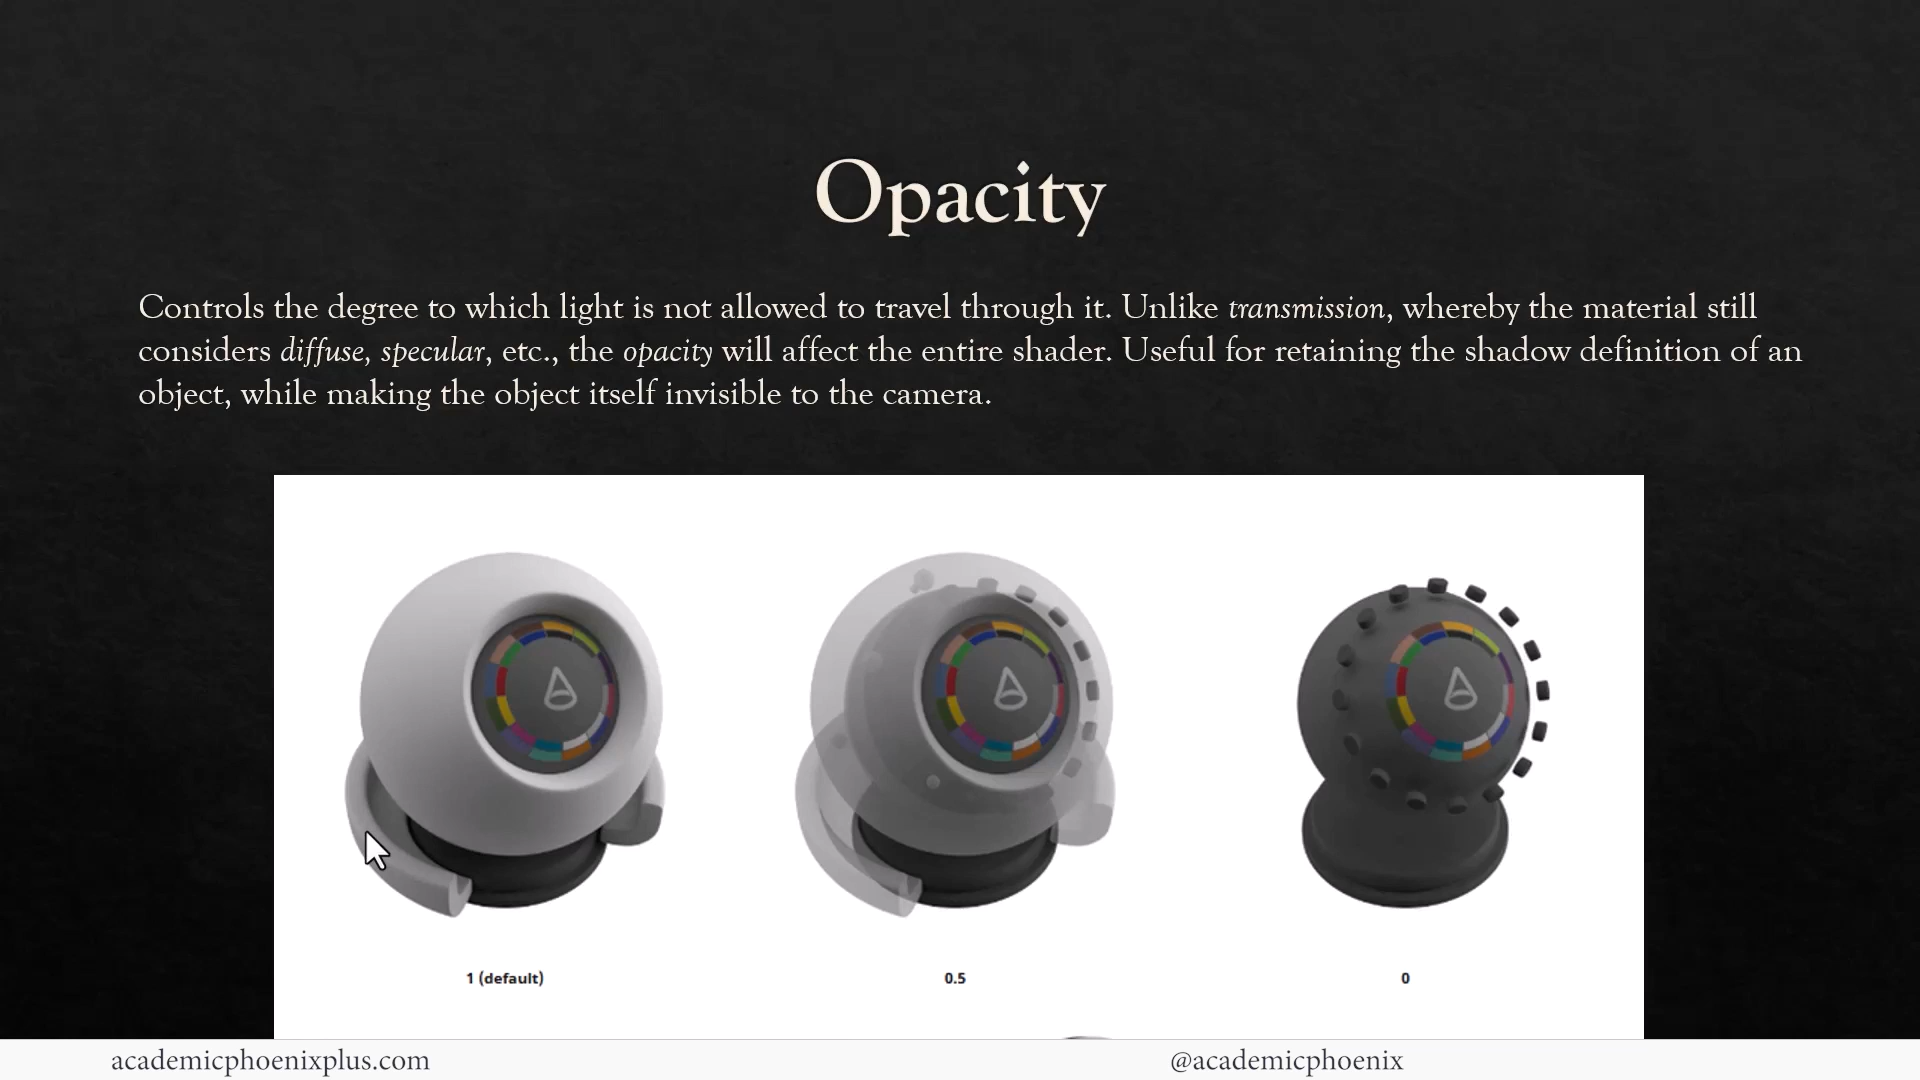 Opacity
Controls the degree to which light is not allowed to travel through it. Unlike transmission, whereby the material still
considers diffuse, specular, etc., the opacity will affect the entire shader. Useful for retaining the shadow definition of an
object, while making the object itself invisible to the camera.
1 (default)
0.5
0
academicphoenixplus.com
@academicphoenix